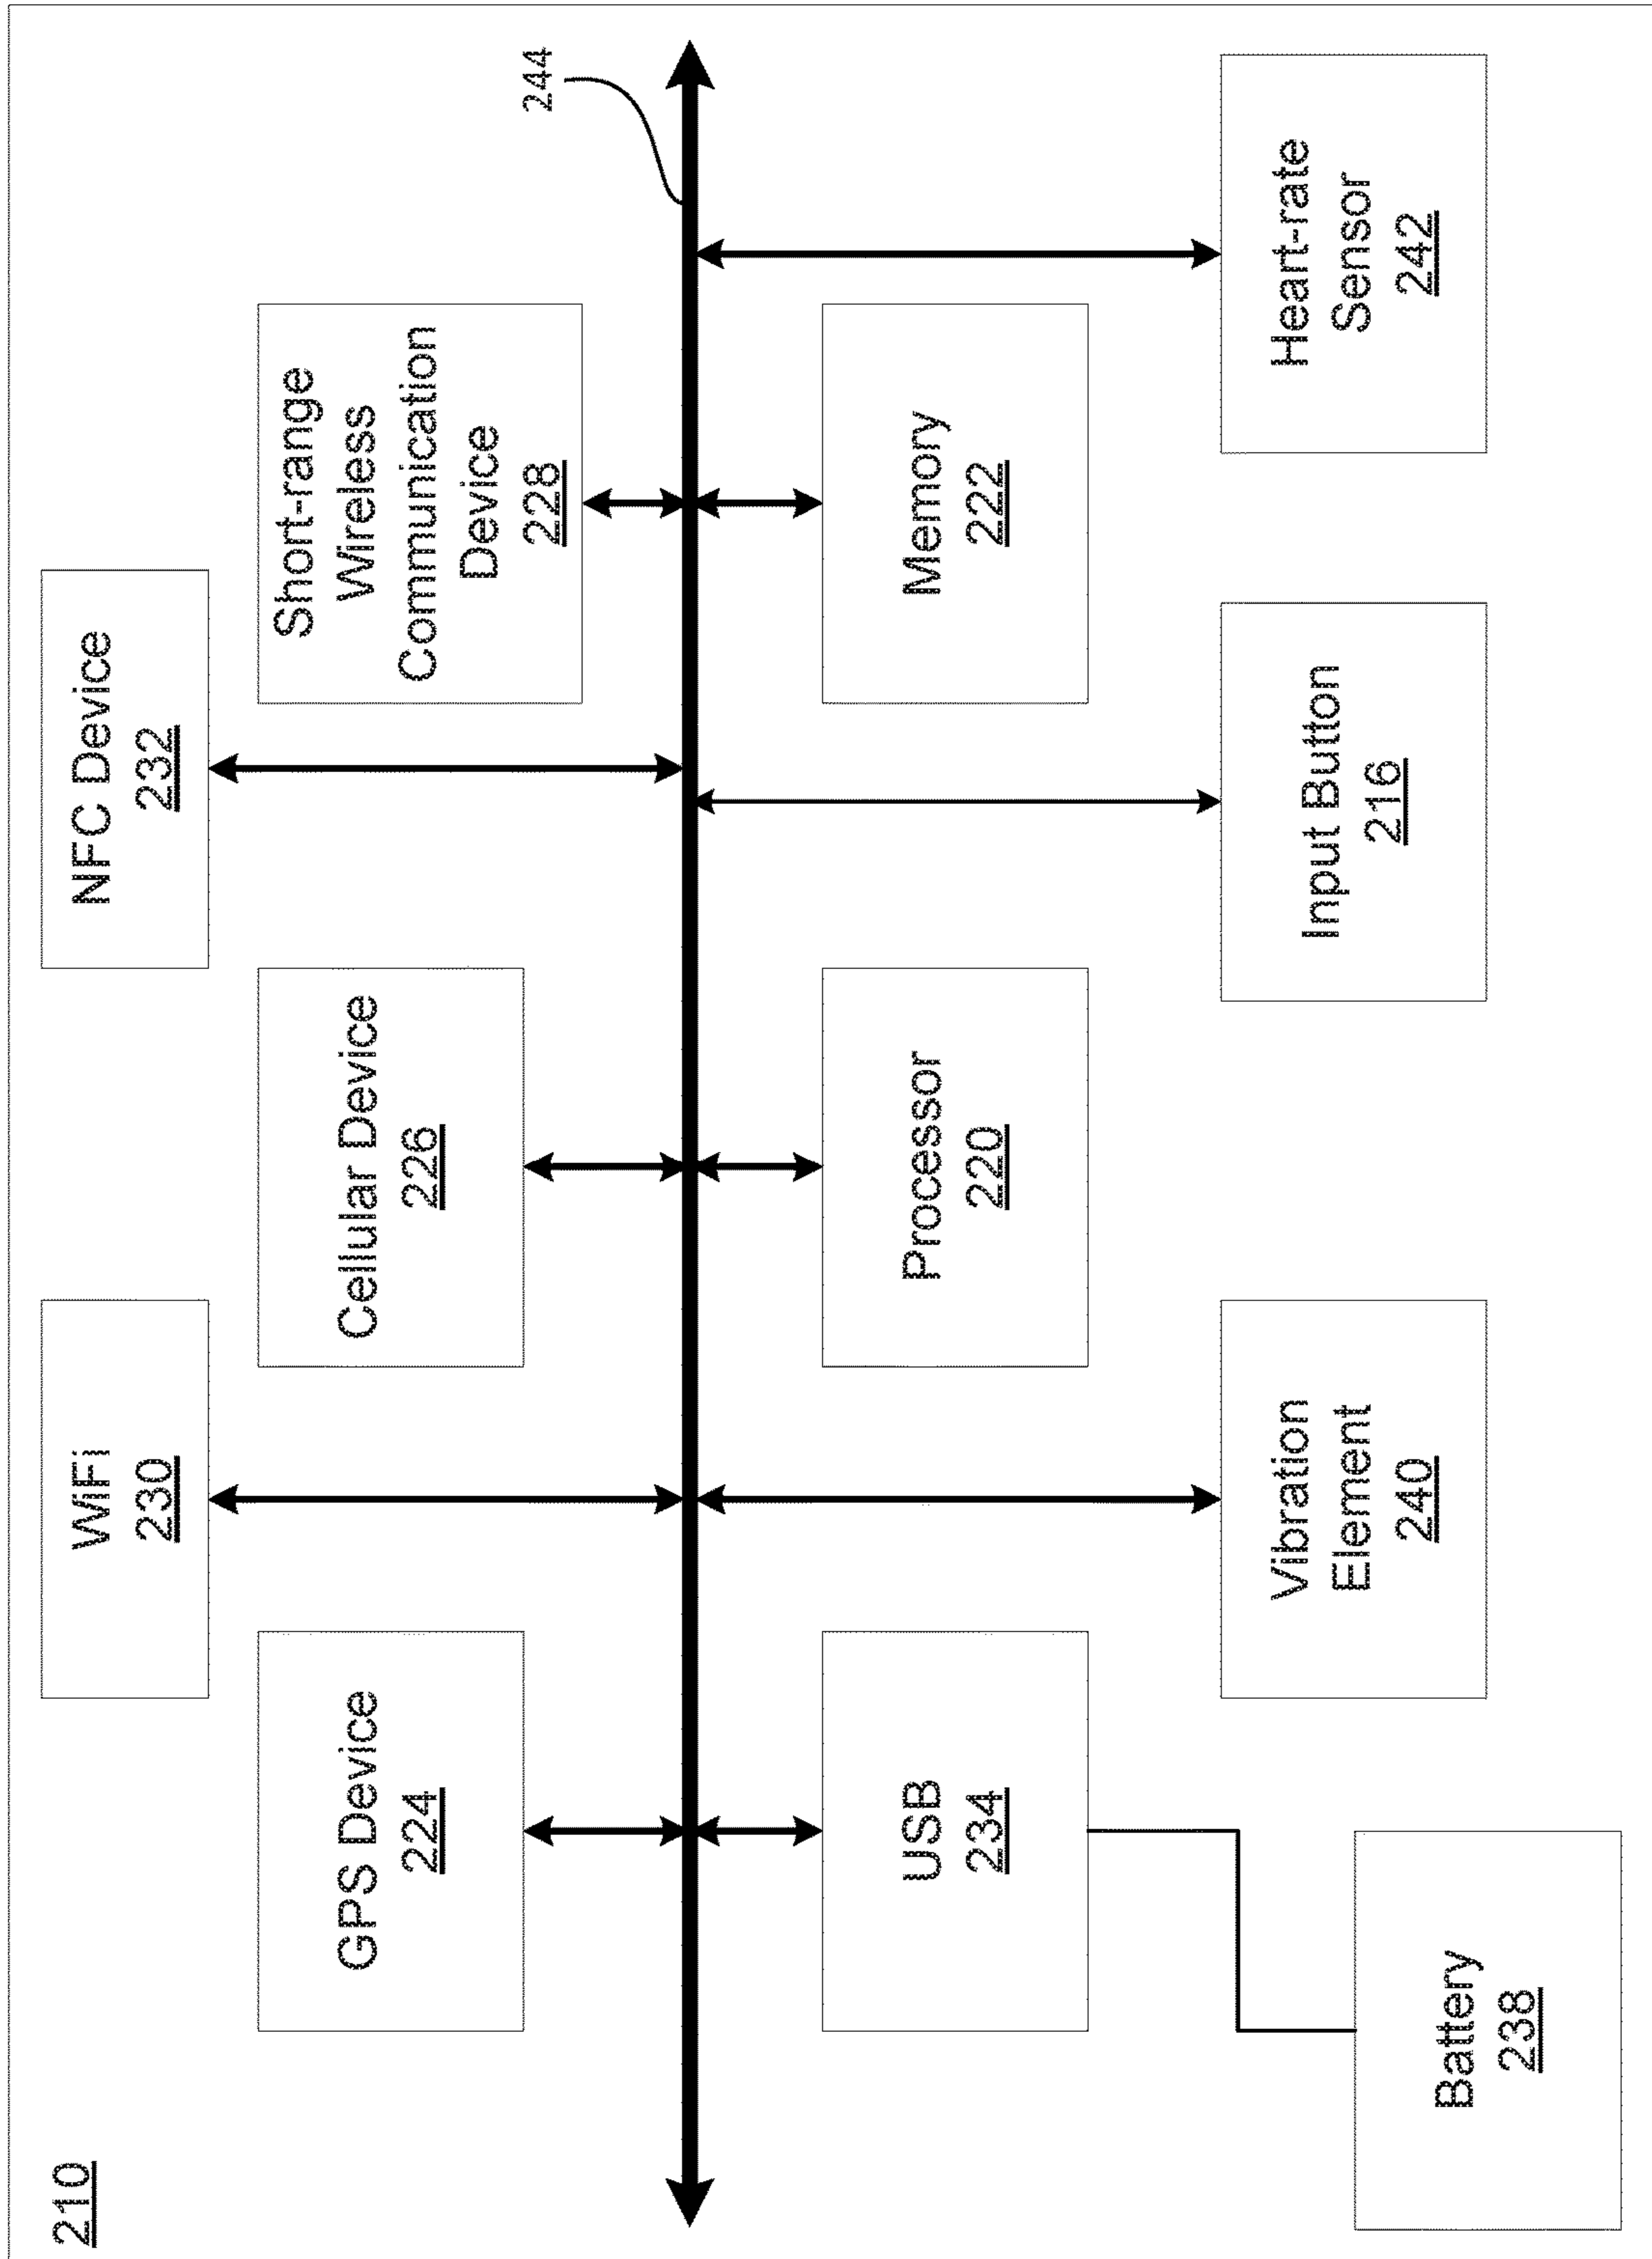 210
WiFi
230
NFC Device
232
GPS Device
224
Cellular Device
226
Short-range
Wireless
Communication
Device
228
244
USB
234
Processor
220
Memory
222
Vibration
Element
240
Input Button
216
Heart-rate
Sensor
242
Battery
238